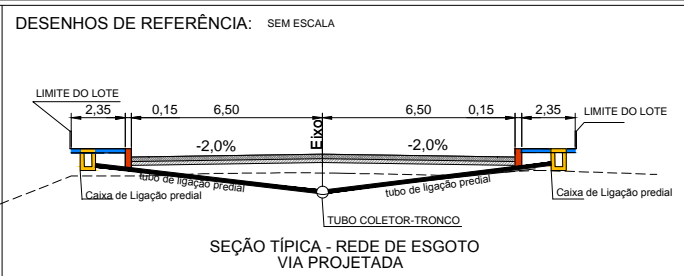 DESENHOS DE REFERÊNCIA: SEM ESCALA
LIMITE DO LOTE
LIMITE DO LOTE
2,35 0,15 6,50 6,50 0,15 2,35
Eixo
-2,0% -2,0%
tubo de ligação predial tubo de ligação predial
Caixa de Ligação predial Caixa de Ligação predial
TUBO COLETOR-TRONCO
SEÇÃO TÍPICA - REDE DE ESGOTO
VIA PROJETADA